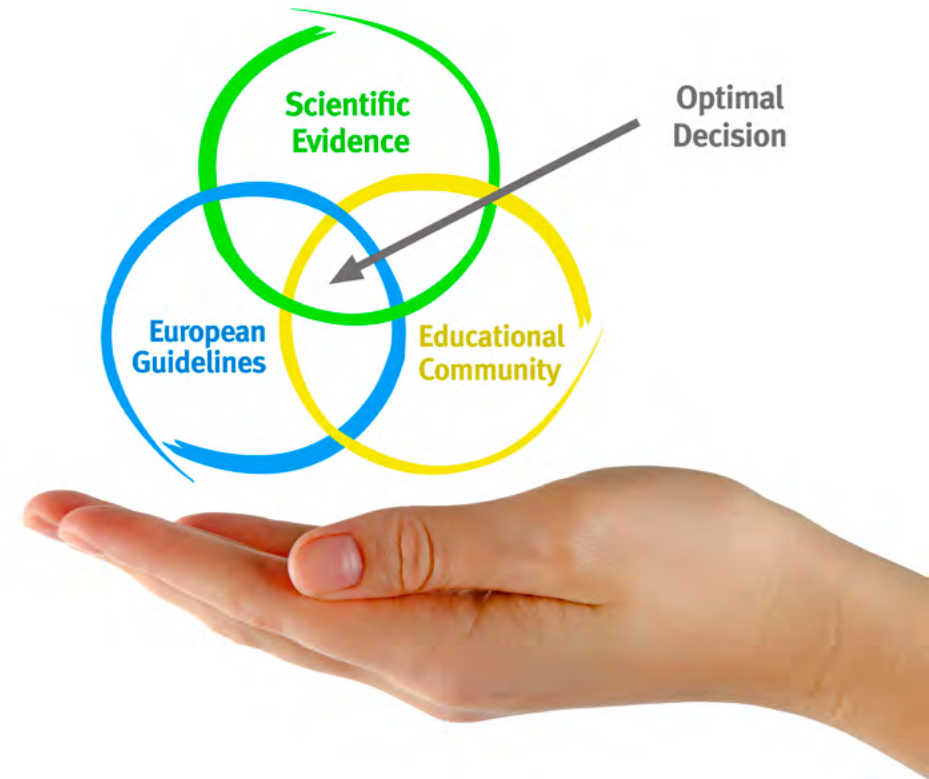 Scientific
Evidence
Optimal
Decision
European
Guidelines
Educational
Community